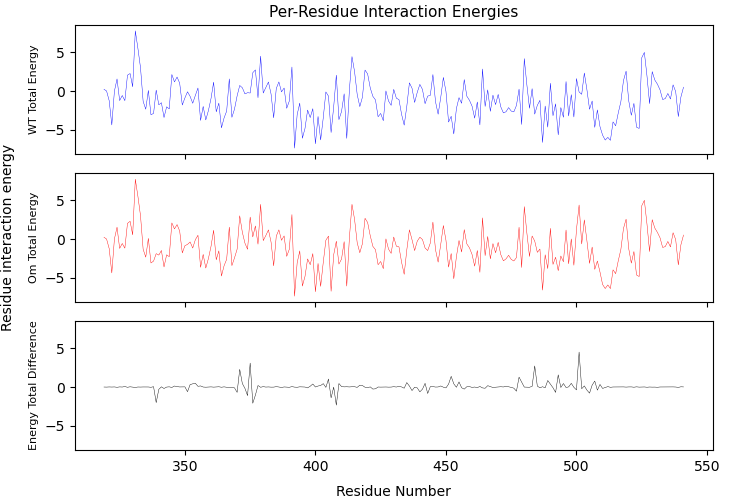 Per-Residue Interaction Energies
Residue interaction energy
WT Total Energy
5
0
−5
Om Total Energy
5
0
−5
Energy Total Difference
5
0
−5
350
400
450
500
550
Residue Number